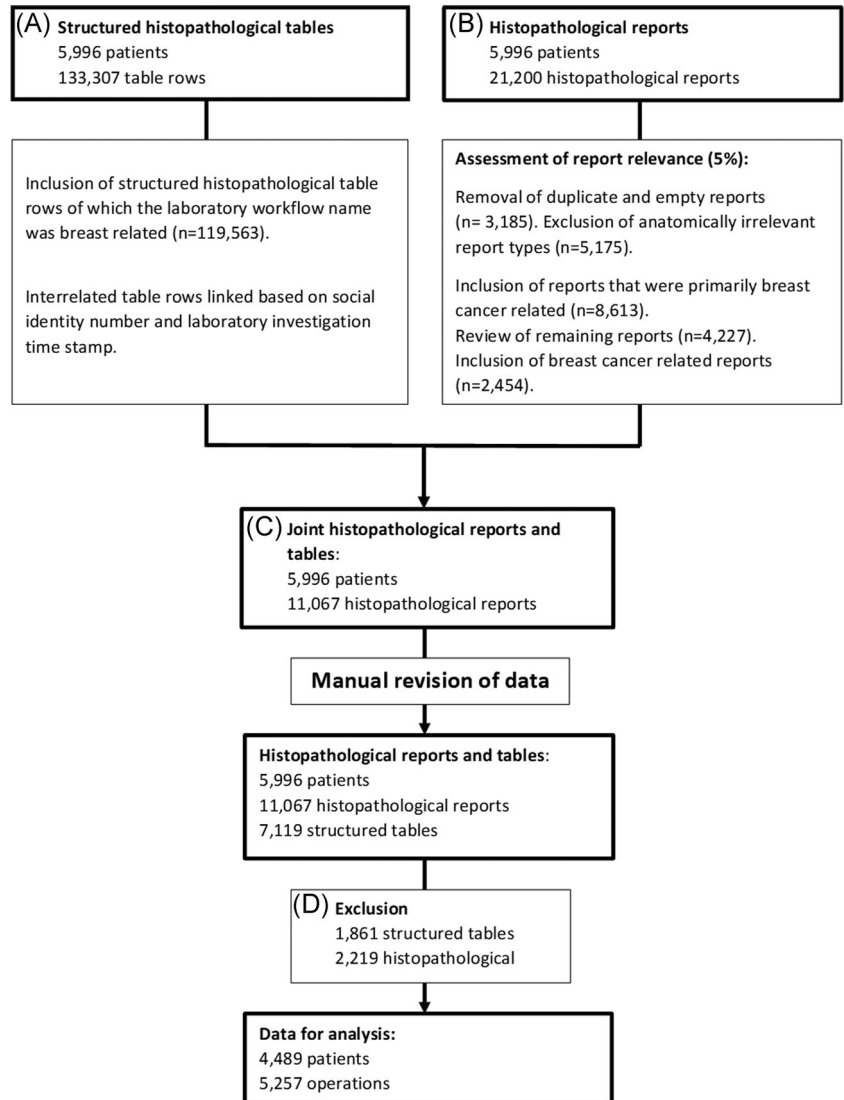 (A) Structured histopathological tables
5,996 patients
133,307 table rows
(B) Histopathological reports
5,996 patients
21,200 histopathological reports
Inclusion of structured histopathological table
rows of which the laboratory workflow name
was breast related (n=119,563).
Interrelated table rows linked based on social
identity number and laboratory investigation
time stamp.
Assessment of report relevance (5%):
Removal of duplicate and empty reports
(n= 3,185). Exclusion of anatomically irrelevant
report types (n=5,175).
Inclusion of reports that were primarily breast
cancer related (n=8,613).
Review of remaining reports (n=4,227).
Inclusion of breast cancer related reports
(n=2,454).
(C) Joint histopathological reports and
tables:
5,996 patients
11,067 histopathological reports
Manual revision of data
Histopathological reports and tables:
5,996 patients
11,067 histopathological reports
7,119 structured tables
(D) Exclusion
1,861 structured tables
2,219 histopathological
Data for analysis:
4,489 patients
5,257 operations